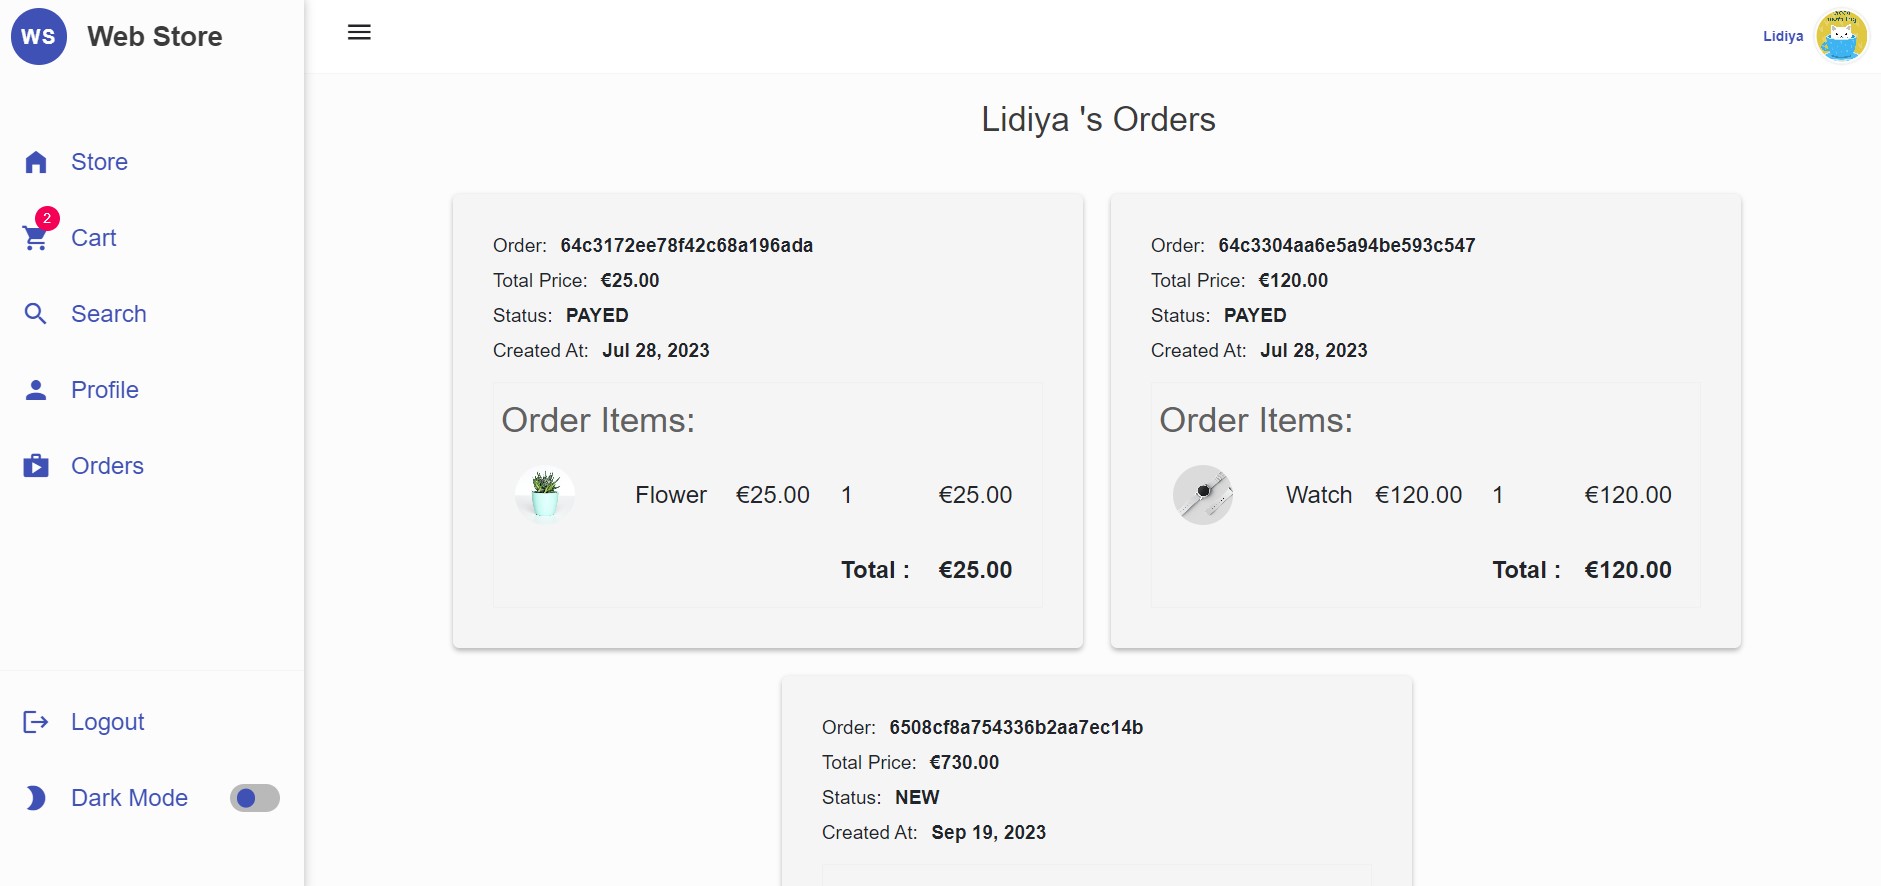 WS Web Store
Lidiya
Store
2
Cart
Search
Profile
Orders
Logout
Dark Mode
Lidiya 's Orders
Order: 64c3172ee78f42c68a196ada
Total Price: €25.00
Status: PAYED
Created At: Jul 28, 2023
Order Items:
Flower €25.00 1 €25.00
Total : €25.00
Order: 64c3304aa6e5a94be593c547
Total Price: €120.00
Status: PAYED
Created At: Jul 28, 2023
Order Items:
Watch €120.00 1 €120.00
Total : €120.00
Order: 6508cf8a754336b2aa7ec14b
Total Price: €730.00
Status: NEW
Created At: Sep 19, 2023